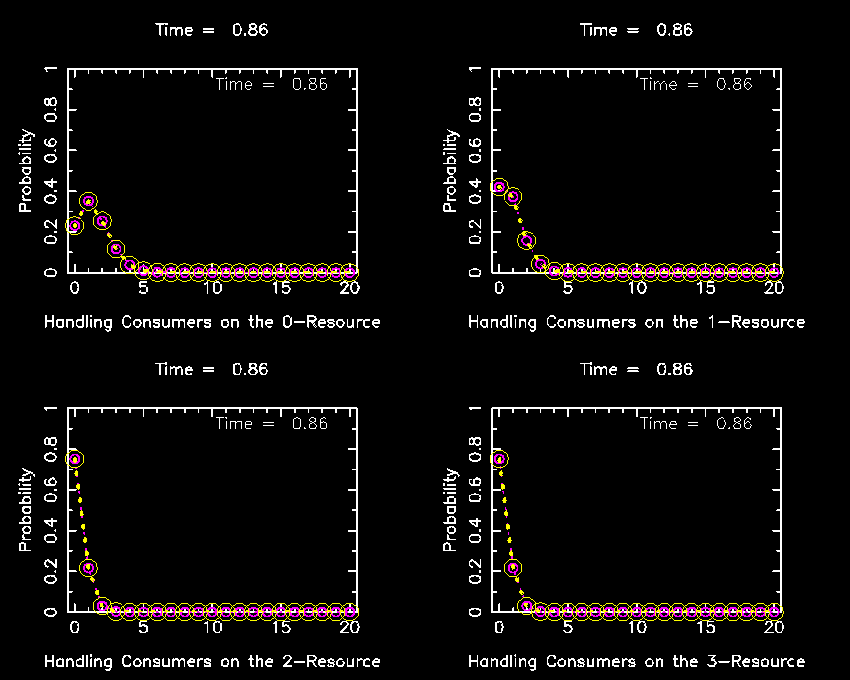 Time = 0.86
Time = 0.86
Probability
0 0.2 0.4 0.6 0.8 1
0 5 10 15 20
Handling Consumers on the 0-Resource
Time = 0.86
Time = 0.86
Probability
0 0.2 0.4 0.6 0.8 1
0 5 10 15 20
Handling Consumers on the 1-Resource
Time = 0.86
Time = 0.86
Probability
0 0.2 0.4 0.6 0.8 1
0 5 10 15 20
Handling Consumers on the 2-Resource
Time = 0.86
Time = 0.86
Probability
0 0.2 0.4 0.6 0.8 1
0 5 10 15 20
Handling Consumers on the 3-Resource